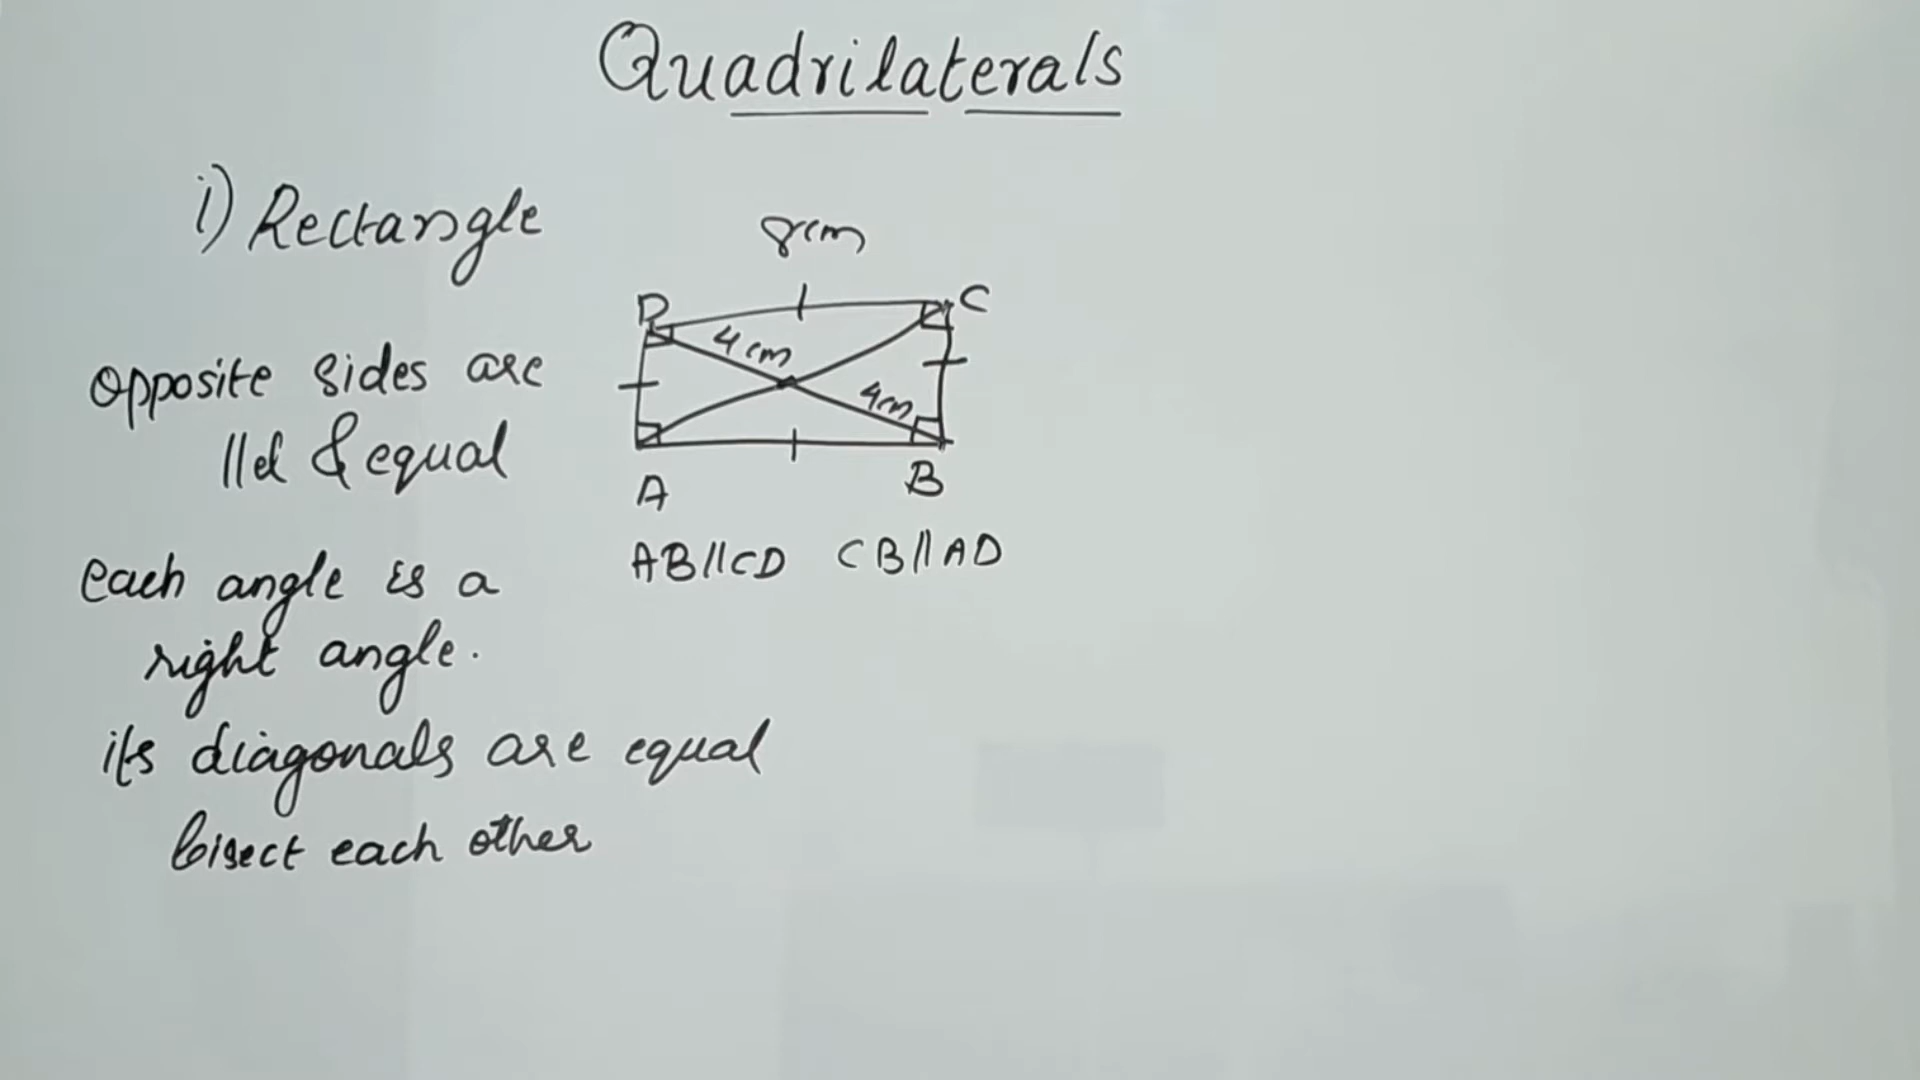 Quadrilaterals
i) Rectangle
8cm
D
C
4cm
4cm
opposite sides are
||el & equal
A
B
AB||CD CB||AD
each angle is a
right angle.
its diagonals are equal
bisect each other